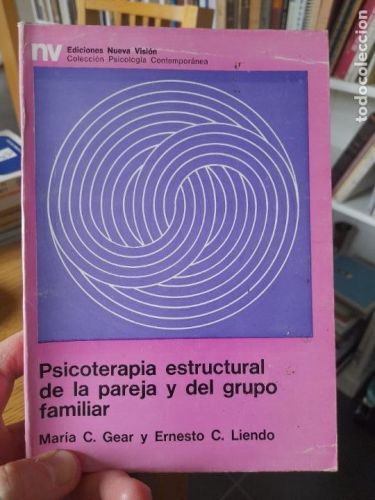 nv
Ediciones Nueva Visión
Colección Psicología Contemporánea
Psicoterapia estructural
de la pareja y del grupo
familiar
María C. Gear y Ernesto C. Liendo
todocoleccion